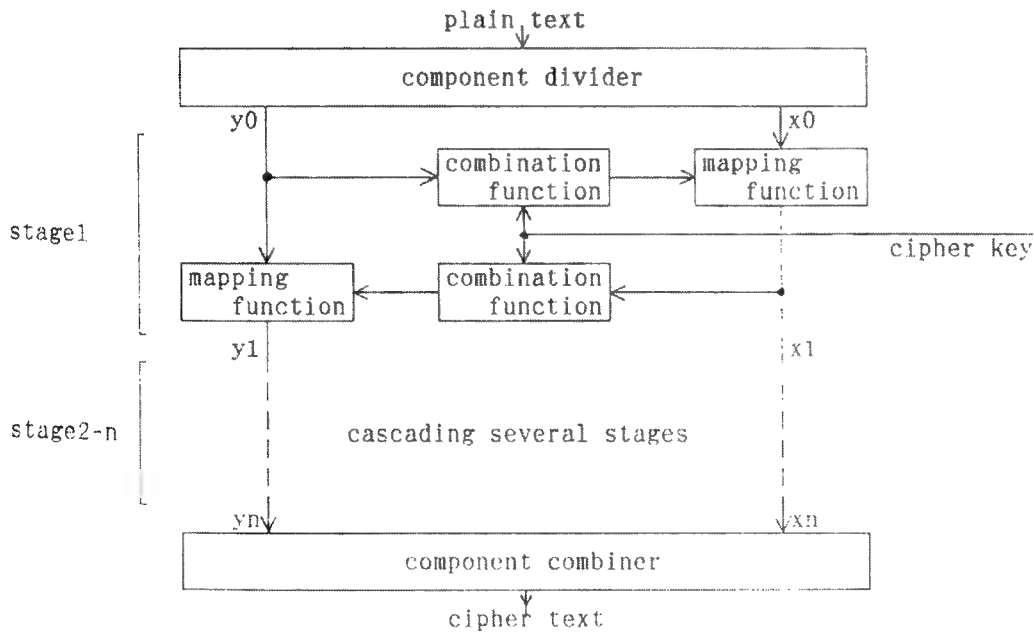 plain text
component divider
y0
x0
combination
function
mapping
function
stage1
cipher key
mapping
function
combination
function
y1
x1
stage2-n
cascading several stages
yn
xn
component combiner
cipher text